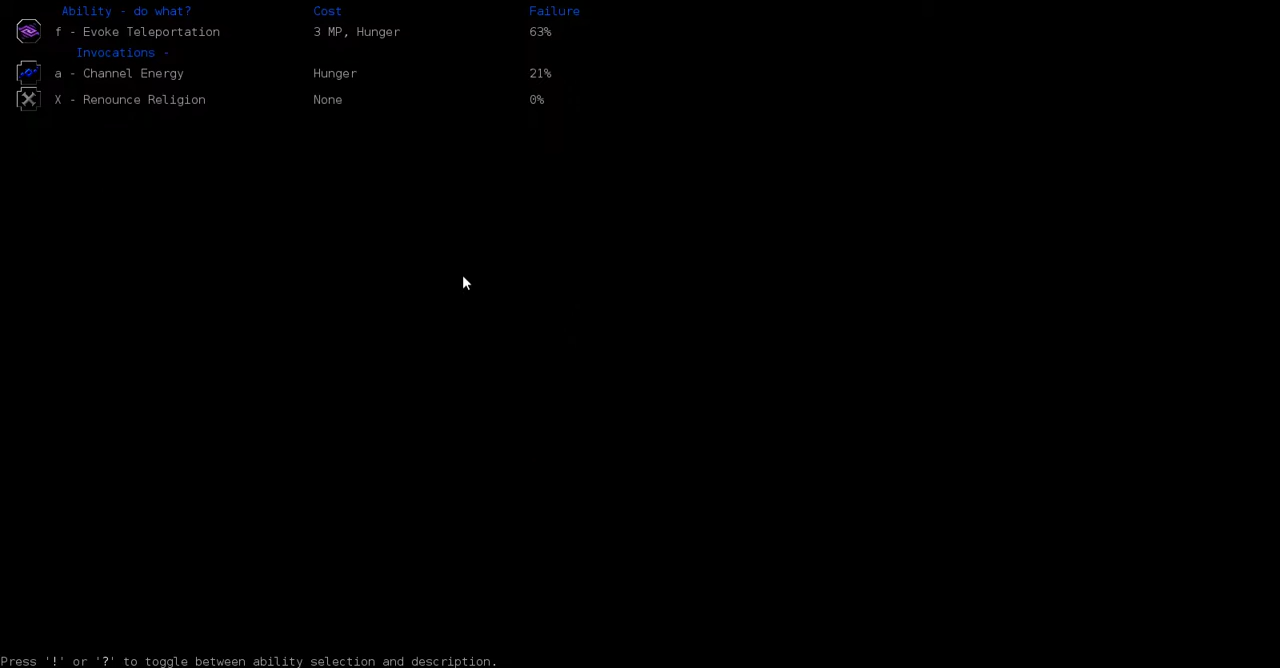 Ability - do what? Cost Failure
f - Evoke Teleportation 3 MP, Hunger 63%
Invocations -
a - Channel Energy Hunger 21%
X - Renounce Religion None 0%
Press '!' or '?' to toggle between ability selection and description.